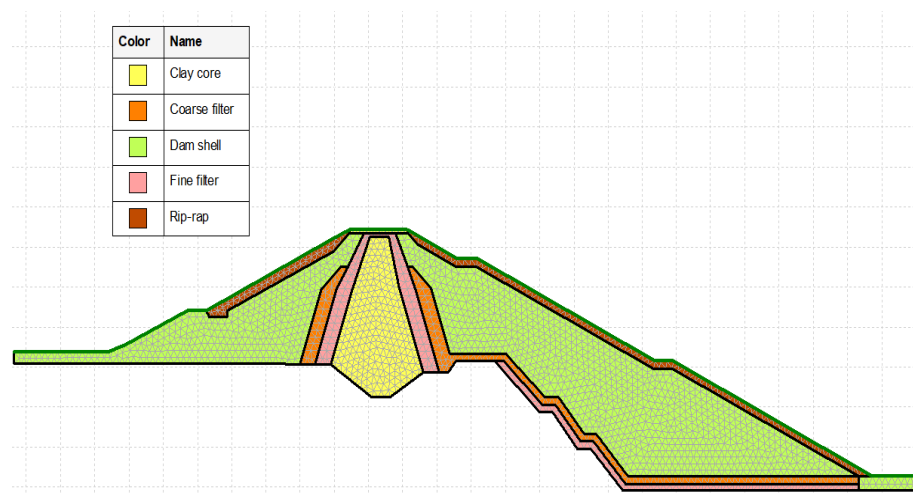 Color Name
Clay core
Coarse filter
Dam shell
Fine filter
Rip-rap